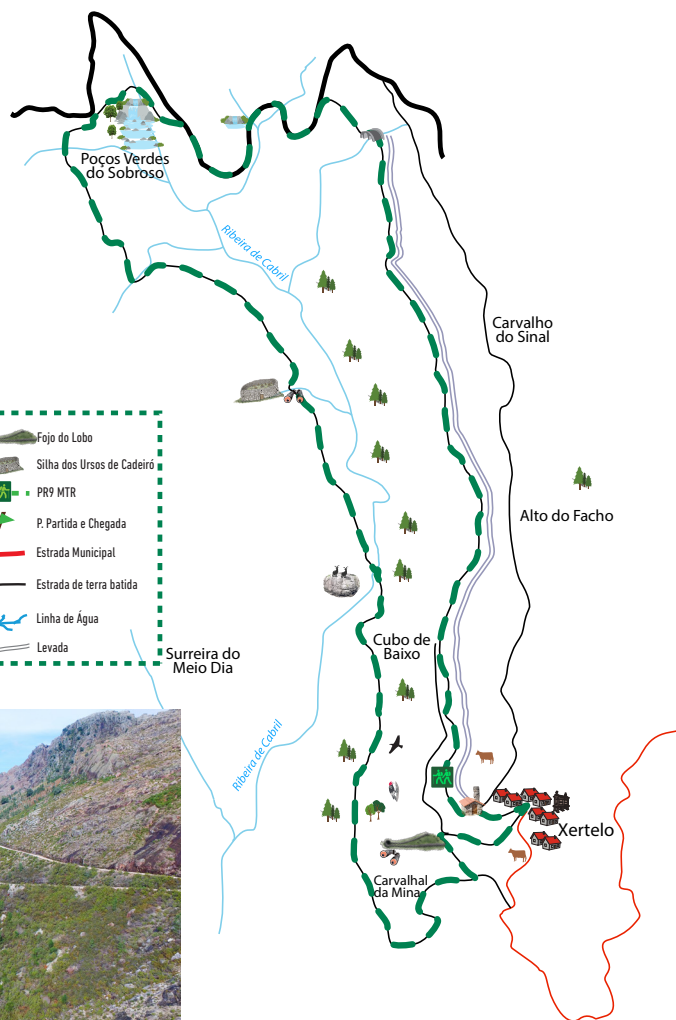 Poços Verdes
do Sobroso
Ribeira de Cabril
Carvalho
do Sinal
Fojo do Lobo
Silha dos Ursos de Cadeiró
PR9 MTR
P. Partida e Chegada
Estrada Municipal
Estrada de terra batida
Linha de Água
Levada
Alto do Facho
Cubo de
Baixo
Surreira do
Meio Dia
Ribeira de Cabril
Xertelo
Carvalhal
da Mina